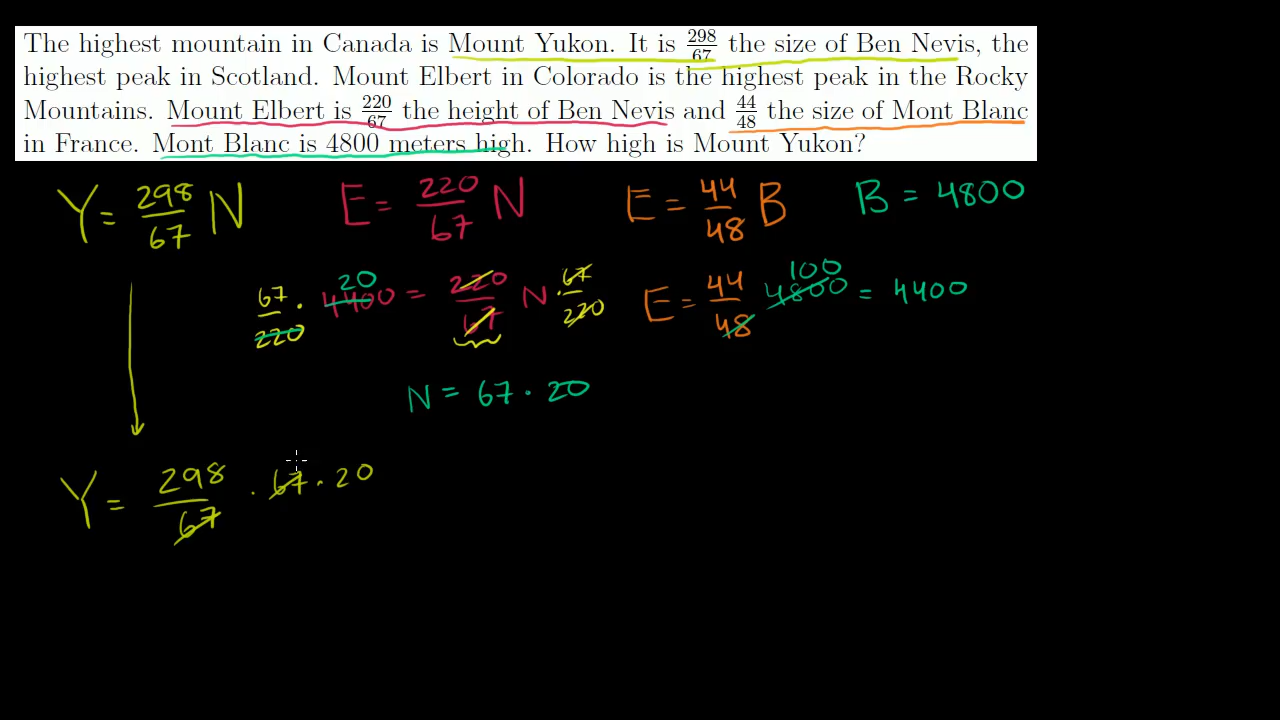 The highest mountain in Canada is Mount Yukon. It is 298/67 the size of Ben Nevis, the
highest peak in Scotland. Mount Elbert in Colorado is the highest peak in the Rocky
Mountains. Mount Elbert is 220/67 the height of Ben Nevis and 44/48 the size of Mont Blanc
in France. Mont Blanc is 4800 meters high. How high is Mount Yukon?
Y = 298/67 N E = 220/67 N E = 44/48 B B = 4800
67/220 · 4400 20 = 220/67 N · 67/220 E = 44/48 4800 100 = 4400
N = 67 · 20
Y = 298/67 · 67 · 20